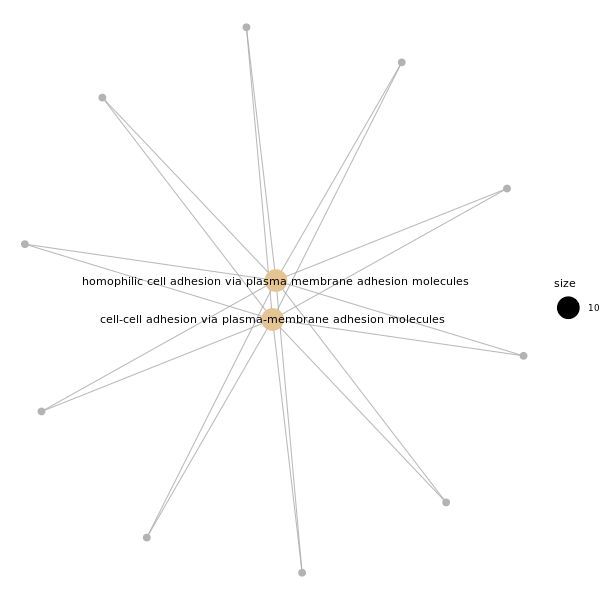 homophilic cell adhesion via plasma membrane adhesion molecules
size
10
cell-cell adhesion via plasma-membrane adhesion molecules